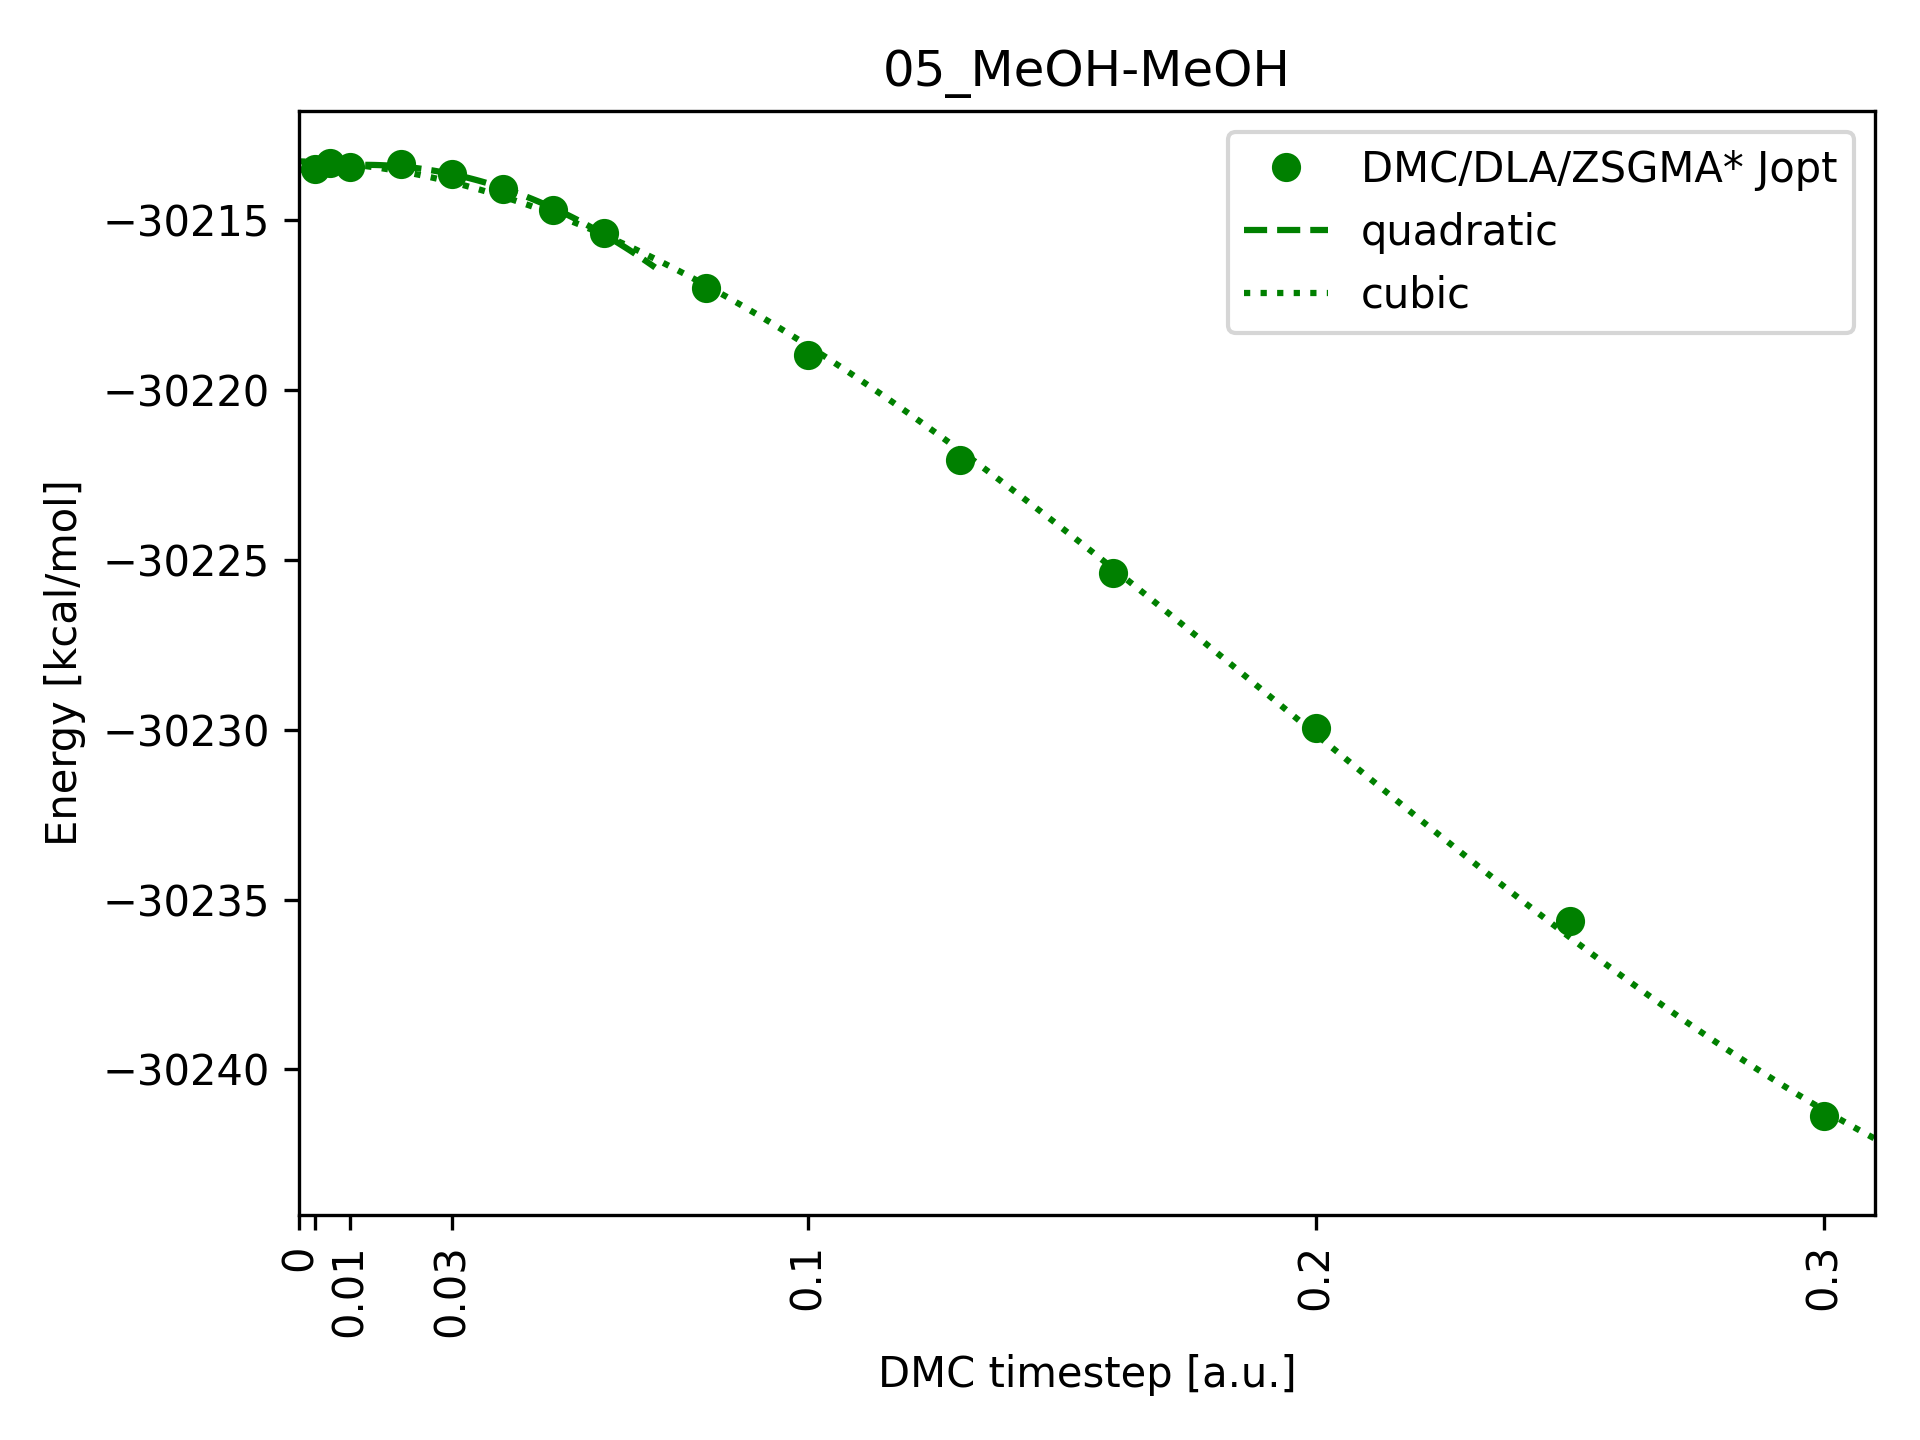 05_MeOH-MeOH
DMC/DLA/ZSGMA* Jopt
quadratic
cubic
−30215
−30220
−30225
−30230
−30235
−30240
Energy [kcal/mol]
0
0.01
0.03
0.1
0.2
0.3
DMC timestep [a.u.]